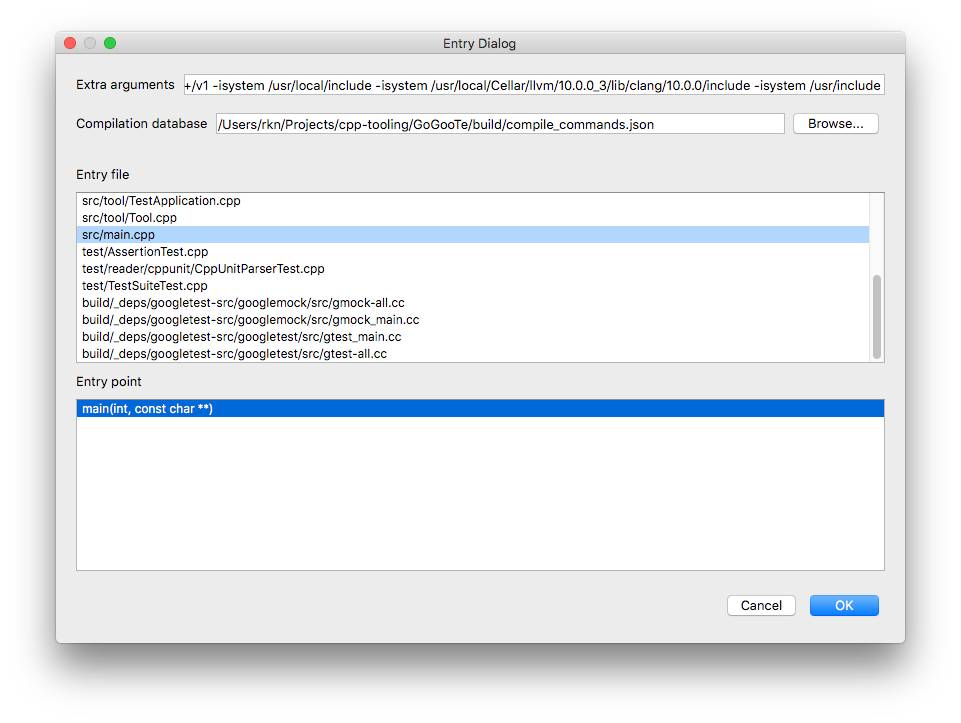 Entry Dialog
Extra arguments +/v1 -isystem /usr/local/include -isystem /usr/local/Cellar/llvm/10.0.0_3/lib/clang/10.0.0/include -isystem /usr/include
Compilation database /Users/rkn/Projects/cpp-tooling/GoGooTe/build/compile_commands.json Browse...
Entry file
src/tool/TestApplication.cpp
src/tool/Tool.cpp
src/main.cpp
test/AssertionTest.cpp
test/reader/cppunit/CppUnitParserTest.cpp
test/TestSuiteTest.cpp
build/_deps/googletest-src/googlemock/src/gmock-all.cc
build/_deps/googletest-src/googlemock/src/gmock_main.cc
build/_deps/googletest-src/googletest/src/gtest_main.cc
build/_deps/googletest-src/googletest/src/gtest-all.cc
Entry point
main(int, const char **)
Cancel OK